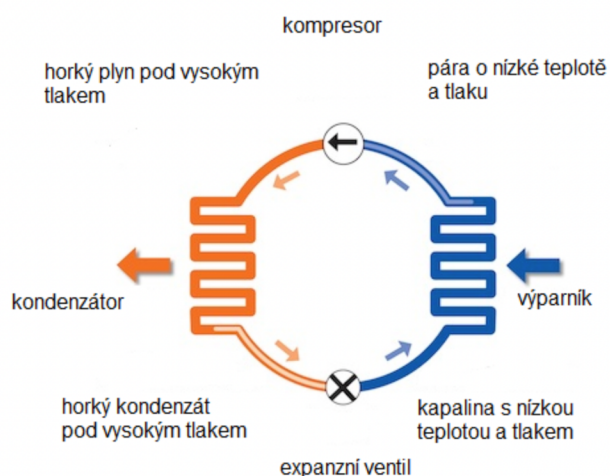 kompresor
horký plyn pod vysokým
tlakem
pára o nízké teplotě
a tlaku
kondenzátor
výparník
horký kondenzát
pod vysokým tlakem
kapalina s nízkou
teplotou a tlakem
expanzní ventil